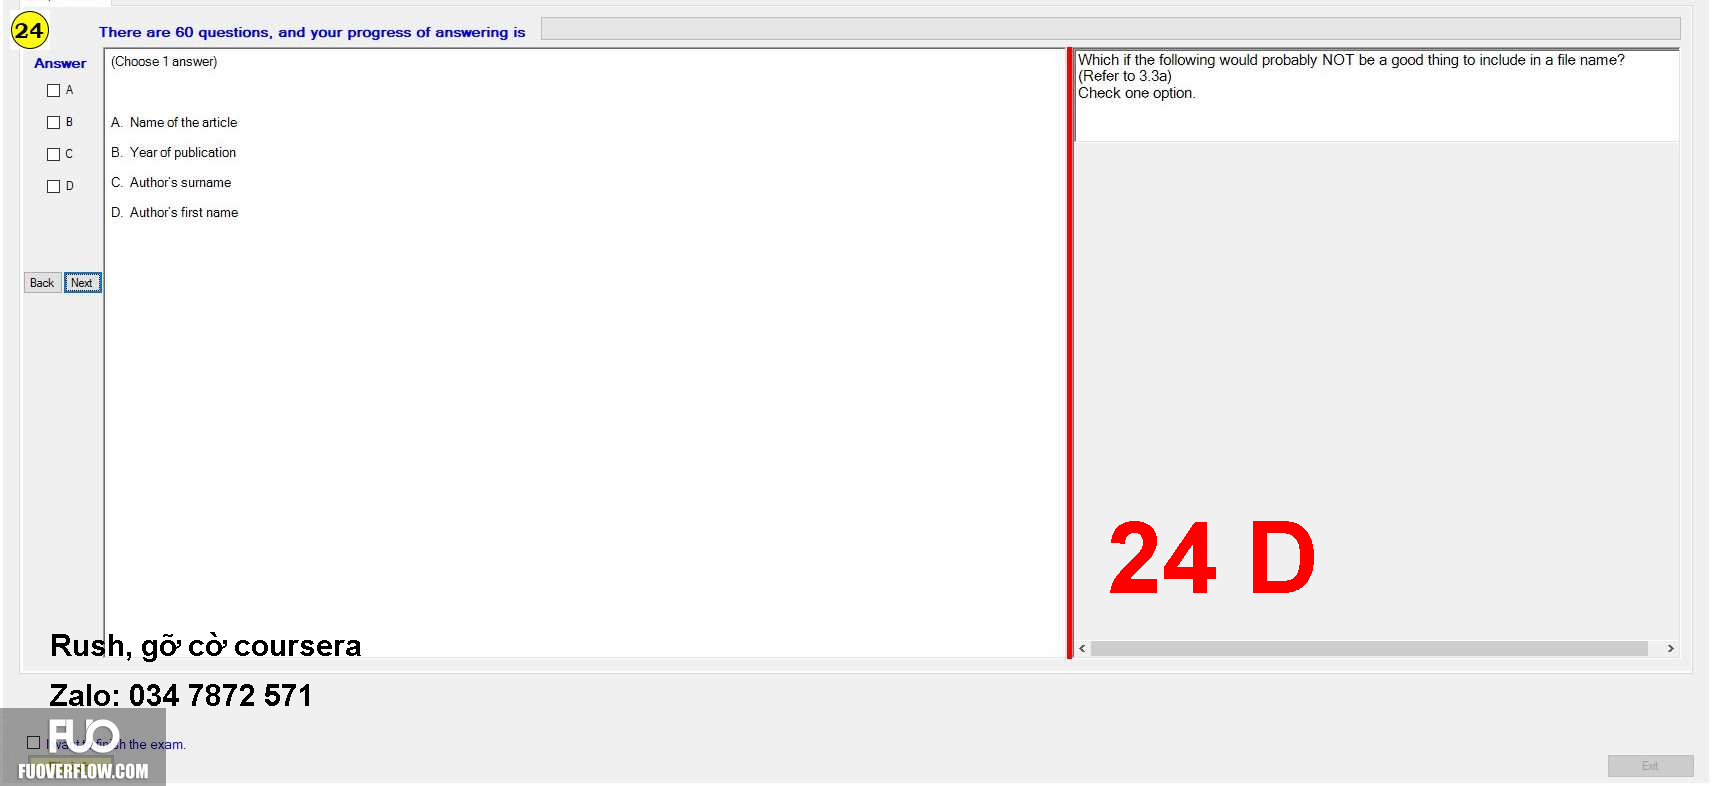 24
There are 60 questions, and your progress of answering is
Answer
A
B
C
D
Back
Next
(Choose 1 answer)
A. Name of the article
B. Year of publication
C. Author's surname
D. Author's first name
Which if the following would probably NOT be a good thing to include in a file name?
(Refer to 3.3a)
Check one option.
24 D
Rush, gỡ cờ coursera
Zalo: 034 7872 571
I want to finish the exam.
FUO
FUOVERFLOW.COM
Exit